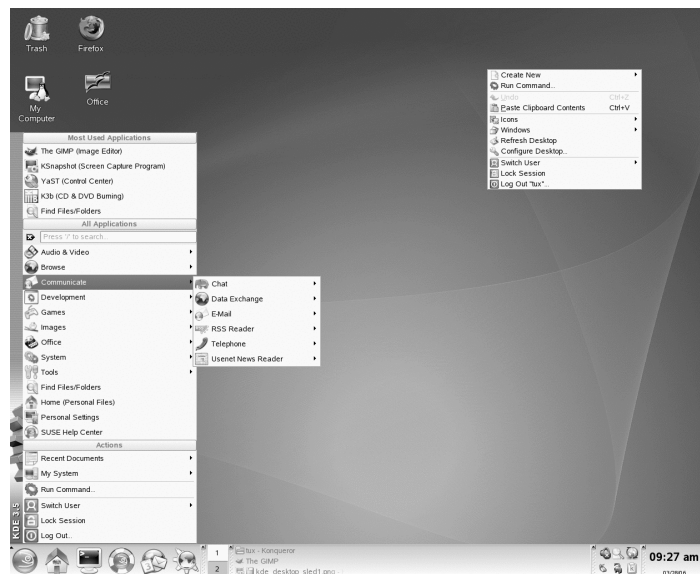 Trash
Firefox
My
Computer
Office
Most Used Applications
The GIMP (Image Editor)
KSnapshot (Screen Capture Program)
YaST (Control Center)
K3b (CD & DVD Burning)
Find Files/Folders
All Applications
Press '/' to search...
Audio & Video
Browse
Communicate
Development
Games
Images
Office
System
Tools
Find Files/Folders
Home (Personal Files)
Personal Settings
SUSE Help Center
Actions
Recent Documents
My System
Run Command...
Switch User
Lock Session
Log Out...
KDE 3.5
Chat
Data Exchange
E-Mail
RSS Reader
Telephone
Usenet News Reader
Create New
Run Command...
Undo Ctrl+Z
Paste Clipboard Contents Ctrl+V
Icons
Windows
Refresh Desktop
Configure Desktop...
Switch User
Lock Session
Log Out "tux"...
1
2
tux - Konqueror
The GIMP
kde_desktop_sled1.png
09:27 am
03/28/06